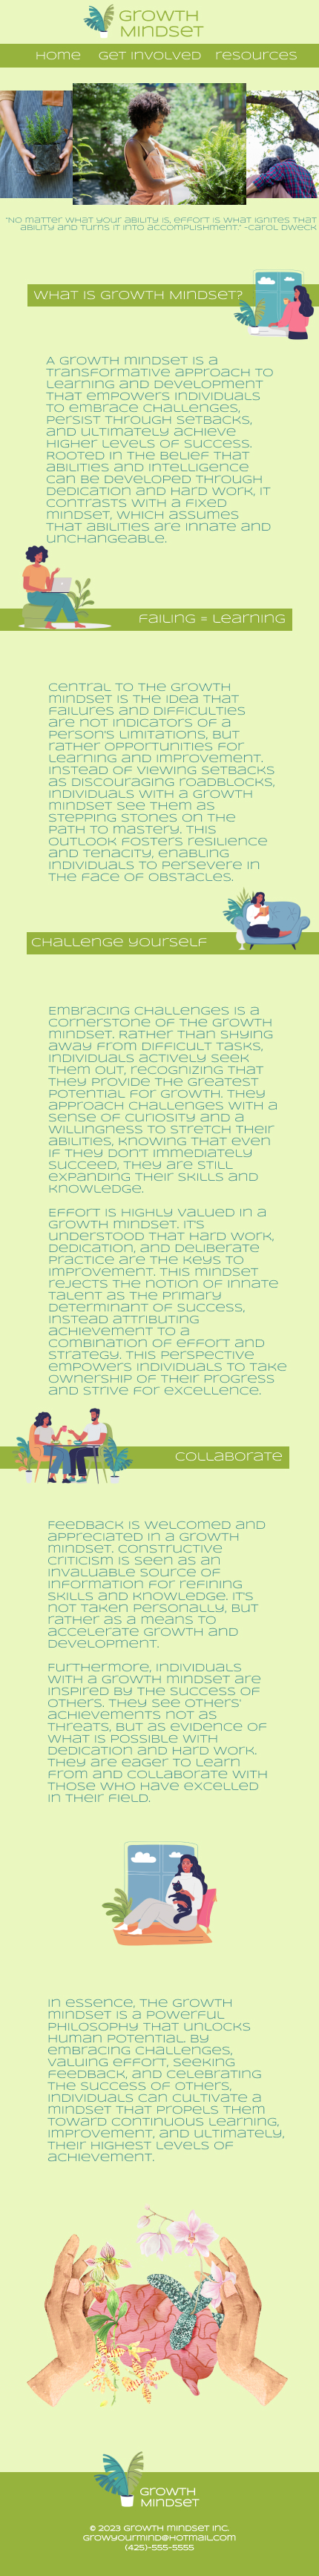 Growth
Mindset
Home Get Involved Resources
"No matter what your ability is, effort is what ignites that
ability and turns it into accomplishment." -Carol Dweck
What is Growth Mindset?
A growth mindset is a
transformative approach to
learning and development
that empowers individuals
to embrace challenges,
persist through setbacks,
and ultimately achieve
higher levels of success.
Rooted in the belief that
abilities and intelligence
can be developed through
dedication and hard work, it
contrasts with a fixed
mindset, which assumes
that abilities are innate and
unchangeable.
Failing = Learning
Central to the growth
mindset is the idea that
failures and difficulties
are not indicators of a
person's limitations, but
rather opportunities for
learning and improvement.
Instead of viewing setbacks
as discouraging roadblocks,
individuals with a growth
mindset see them as
stepping stones on the
path to mastery. This
outlook fosters resilience
and tenacity, enabling
individuals to persevere in
the face of obstacles.
Challenge Yourself
Embracing challenges is a
cornerstone of the growth
mindset. Rather than shying
away from difficult tasks,
individuals actively seek
them out, recognizing that
they provide the greatest
potential for growth. They
approach challenges with a
sense of curiosity and a
willingness to stretch their
abilities, knowing that even
if they don't immediately
succeed, they are still
expanding their skills and
knowledge.
Effort is highly valued in a
growth mindset. It's
understood that hard work,
dedication, and deliberate
practice are the keys to
improvement. This mindset
rejects the notion of innate
talent as the primary
determinant of success,
instead attributing
achievement to a
combination of effort and
strategy. This perspective
empowers individuals to take
ownership of their progress
and strive for excellence.
Collaborate
Feedback is welcomed and
appreciated in a growth
mindset. Constructive
criticism is seen as an
invaluable source of
information for refining
skills and knowledge. It's
not taken personally, but
rather as a means to
accelerate growth and
development.
Furthermore, individuals
with a growth mindset are
inspired by the success of
others. They see others'
achievements not as
threats, but as evidence of
what is possible with
dedication and hard work.
They are eager to learn
from and collaborate with
those who have excelled
in their field.
In essence, the growth
mindset is a powerful
philosophy that unlocks
human potential. By
embracing challenges,
valuing effort, seeking
feedback, and celebrating
the success of others,
individuals can cultivate a
mindset that propels them
toward continuous learning,
improvement, and ultimately,
their highest levels of
achievement.
Growth
Mindset
© 2023 Growth Mindset Inc.
growyourmind@hotmail.com
(425)-555-5555